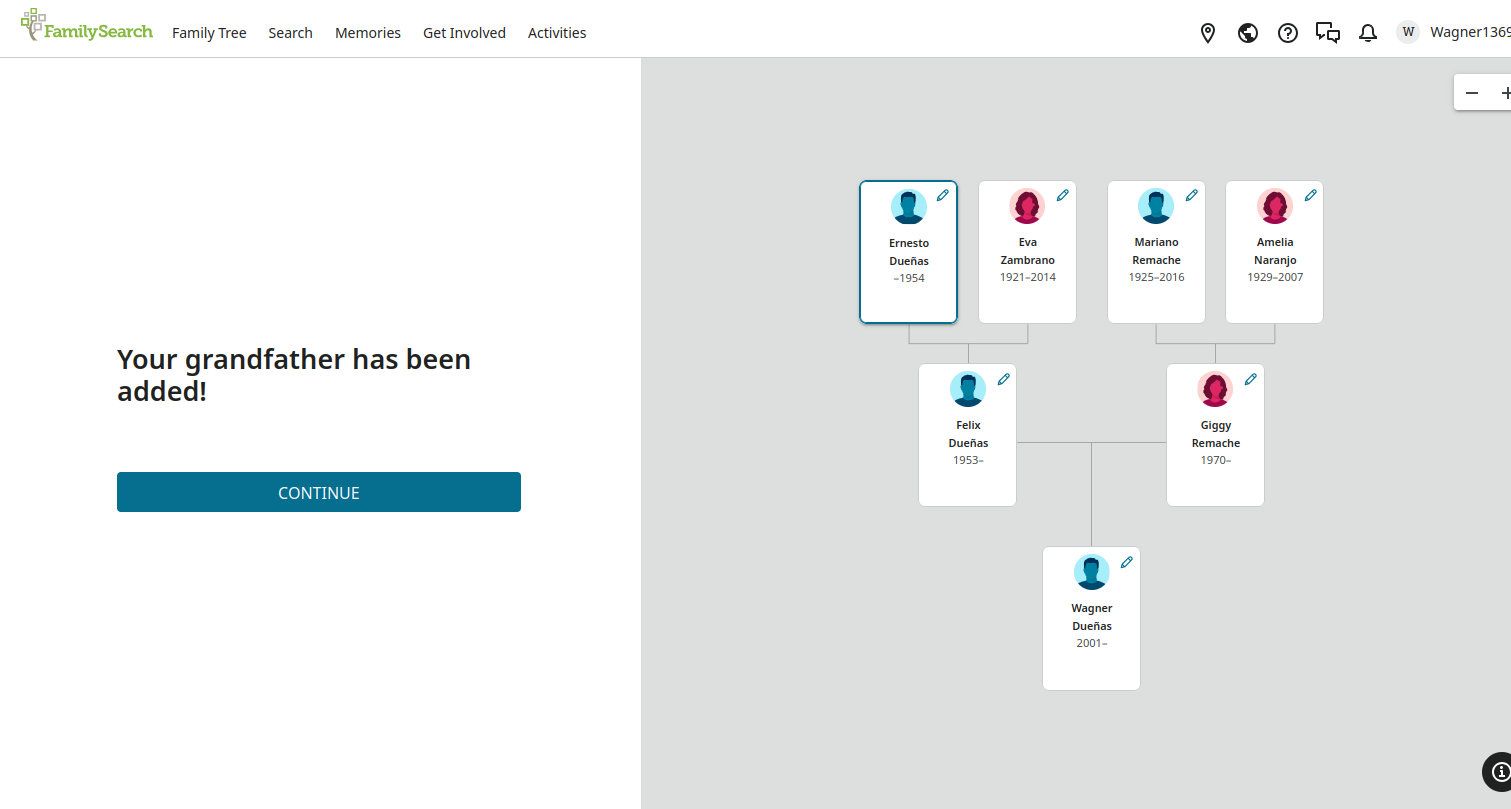 FamilySearch
Family Tree
Search
Memories
Get Involved
Activities
W
Wagner1369
Your grandfather has been
added!
CONTINUE
Ernesto
Dueñas
–1954
Eva
Zambrano
1921–2014
Mariano
Remache
1925–2016
Amelia
Naranjo
1929–2007
Felix
Dueñas
1953–
Giggy
Remache
1970–
Wagner
Dueñas
2001–